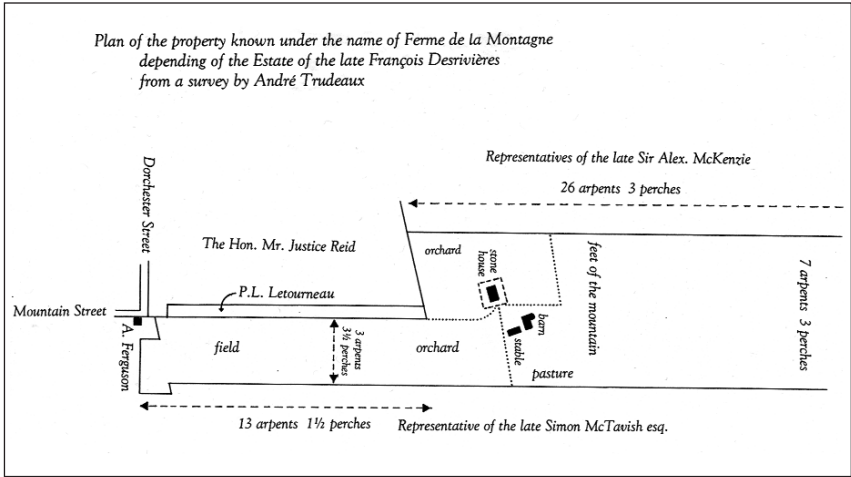 Plan of the property known under the name of Ferme de la Montagne
depending of the Estate of the late François Desrivières
from a survey by André Trudeaux
Representatives of the late Sir Alex. McKenzie
26 arpents 3 perches
Dorchester Street
The Hon. Mr. Justice Reid
orchard
stone
house
feet of the mountain
7 arpents 3 perches
P.L. Letourneau
Mountain Street
A. Ferguson
field
3 arpents
3½ perches
orchard
barn
stable
pasture
13 arpents 1½ perches
Representative of the late Simon McTavish esq.